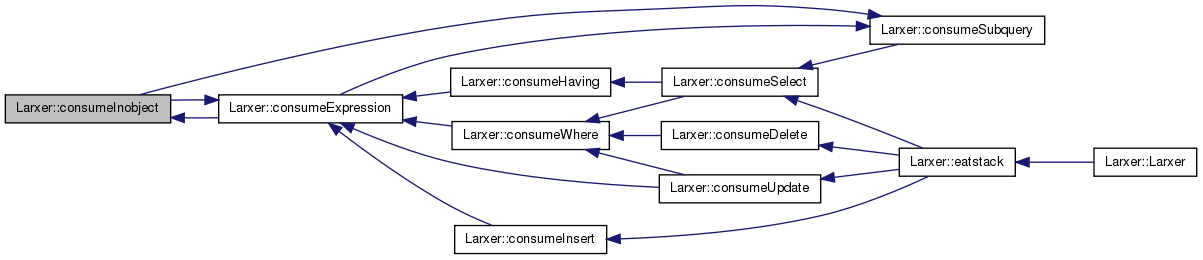 Larxer::consumeSubquery
Larxer::consumeHaving
Larxer::consumeSelect
Larxer::consumeInobject
Larxer::consumeExpression
Larxer::consumeWhere
Larxer::consumeDelete
Larxer::eatstack
Larxer::Larxer
Larxer::consumeUpdate
Larxer::consumeInsert